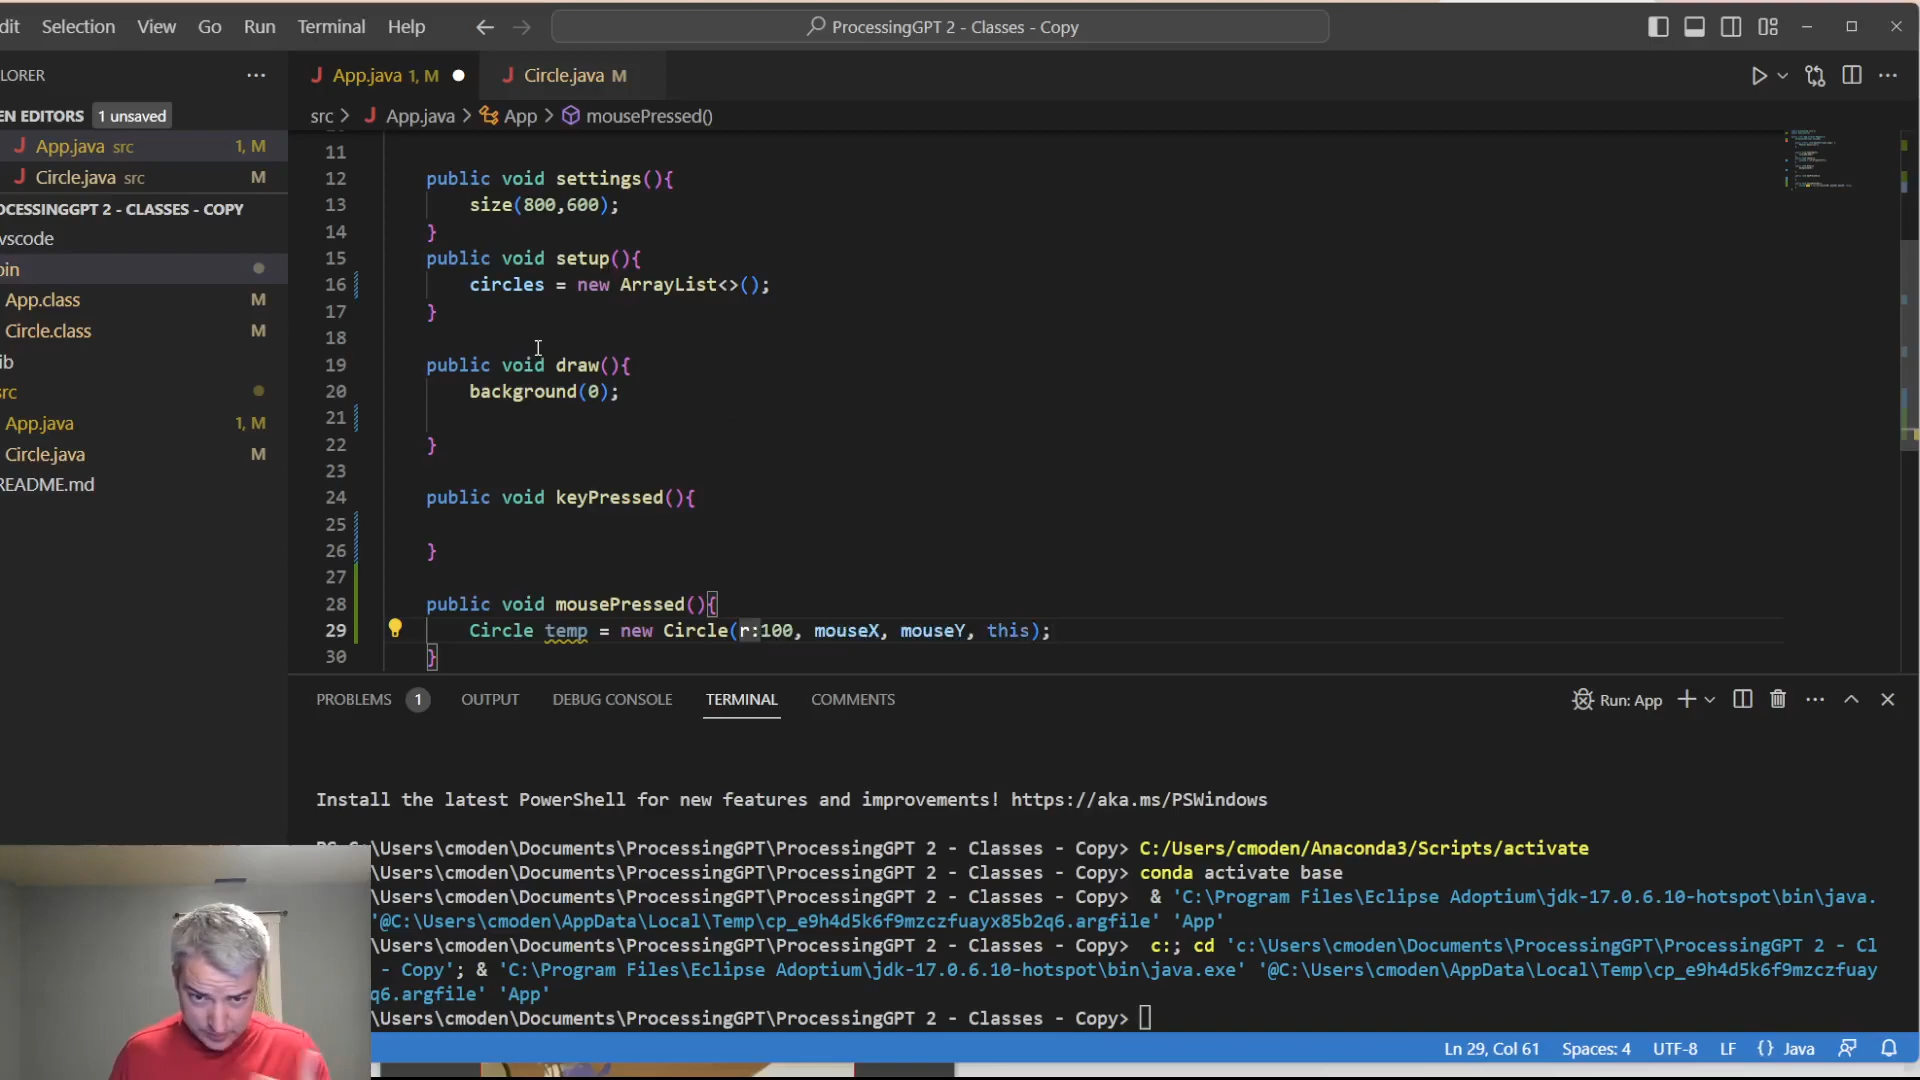 dit Selection View Go Run Terminal Help ProcessingGPT 2 - Classes - Copy
LORER
App.java 1, M Circle.java M
EN EDITORS 1 unsaved
src App.java App mousePressed()
App.java src 1, M
Circle.java src M
OCESSINGGPT 2 - CLASSES - COPY
vscode
bin
App.class M
Circle.class M
lib
src
App.java 1, M
Circle.java M
README.md
11
12 public void settings(){
13 size(800,600);
14 }
15 public void setup(){
16 circles = new ArrayList<>();
17 }
18
19 public void draw(){
20 background(0);
21
22 }
23
24 public void keyPressed(){
25
26 }
27
28 public void mousePressed(){
29 Circle temp = new Circle(r:100, mouseX, mouseY, this);
30 }
PROBLEMS 1 OUTPUT DEBUG CONSOLE TERMINAL COMMENTS Run: App
Install the latest PowerShell for new features and improvements! https://aka.ms/PSWindows
\Users\cmoden\Documents\ProcessingGPT\ProcessingGPT 2 - Classes - Copy> C:/Users/cmoden/Anaconda3/Scripts/activate
\Users\cmoden\Documents\ProcessingGPT\ProcessingGPT 2 - Classes - Copy> conda activate base
\Users\cmoden\Documents\ProcessingGPT\ProcessingGPT 2 - Classes - Copy> & 'C:\Program Files\Eclipse Adoptium\jdk-17.0.6.10-hotspot\bin\java.
'@C:\Users\cmoden\AppData\Local\Temp\cp_e9h4d5k6f9mzczfuayx85b2q6.argfile' 'App'
\Users\cmoden\Documents\ProcessingGPT\ProcessingGPT 2 - Classes - Copy> c:; cd 'c:\Users\cmoden\Documents\ProcessingGPT\ProcessingGPT 2 - Cl
- Copy'; & 'C:\Program Files\Eclipse Adoptium\jdk-17.0.6.10-hotspot\bin\java.exe' '@C:\Users\cmoden\AppData\Local\Temp\cp_e9h4d5k6f9mzczfuay
q6.argfile' 'App'
\Users\cmoden\Documents\ProcessingGPT\ProcessingGPT 2 - Classes - Copy>
Ln 29, Col 61 Spaces: 4 UTF-8 LF {} Java